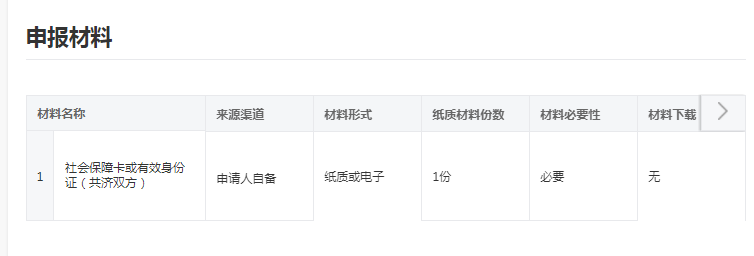 申报材料
材料名称 来源渠道 材料形式 纸质材料份数 材料必要性 材料下载
1 社会保障卡或有效身份证（共济双方） 申请人自备 纸质或电子 1份 必要 无